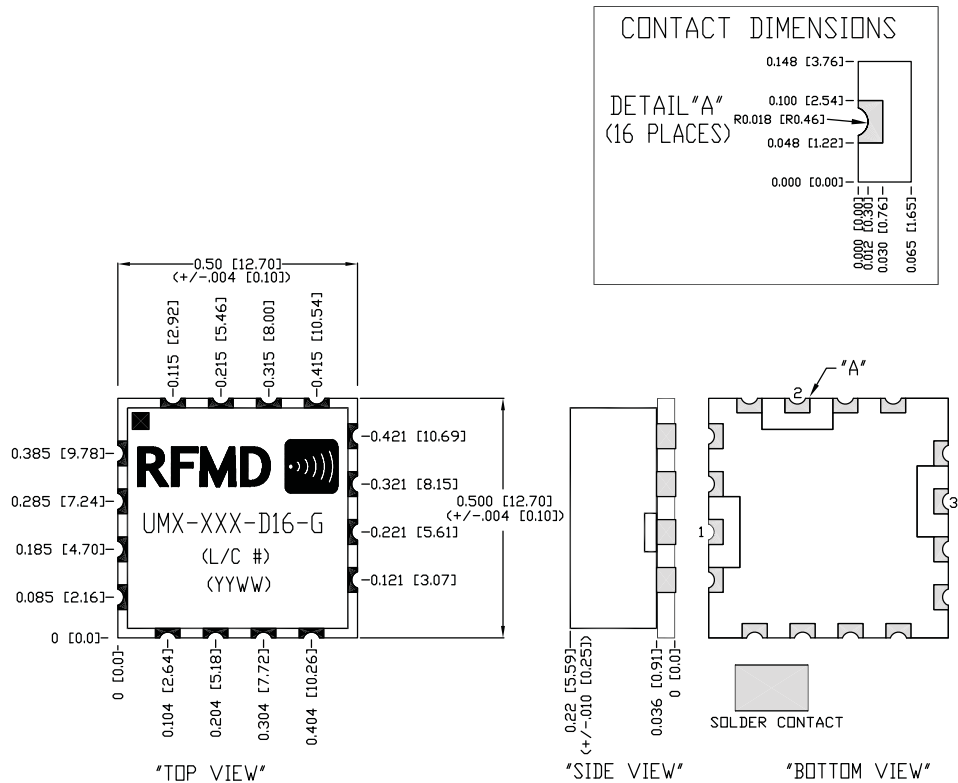 CONTACT DIMENSIONS
DETAIL"A"
(16 PLACES)
0.148 [3.76]
0.100 [2.54]
R0.018 [R0.46]
0.048 [1.22]
0.000 [0.00]
0.000 [0.00]
0.012 [0.30]
0.030 [0.76]
0.065 [1.65]
0.50 [12.70]
(+/-.004 [0.10])
0.115 [2.92]
0.215 [5.46]
0.315 [8.00]
0.415 [10.54]
0.385 [9.78]
0.285 [7.24]
0.185 [4.70]
0.085 [2.16]
0 [0.0]
RFMD
UMX-XXX-D16-G
(L/C #)
(YYWW)
0.421 [10.69]
0.321 [8.15]
0.221 [5.61]
0.121 [3.07]
0.500 [12.70]
(+/-.004 [0.10])
0 [0.0]
0.104 [2.64]
0.204 [5.18]
0.304 [7.72]
0.404 [10.26]
"TOP VIEW"
0.22 [5.59]
(+/-.010 [0.25])
0.036 [0.91]
0 [0.0]
"SIDE VIEW"
"A"
2
1
3
SOLDER CONTACT
"BOTTOM VIEW"